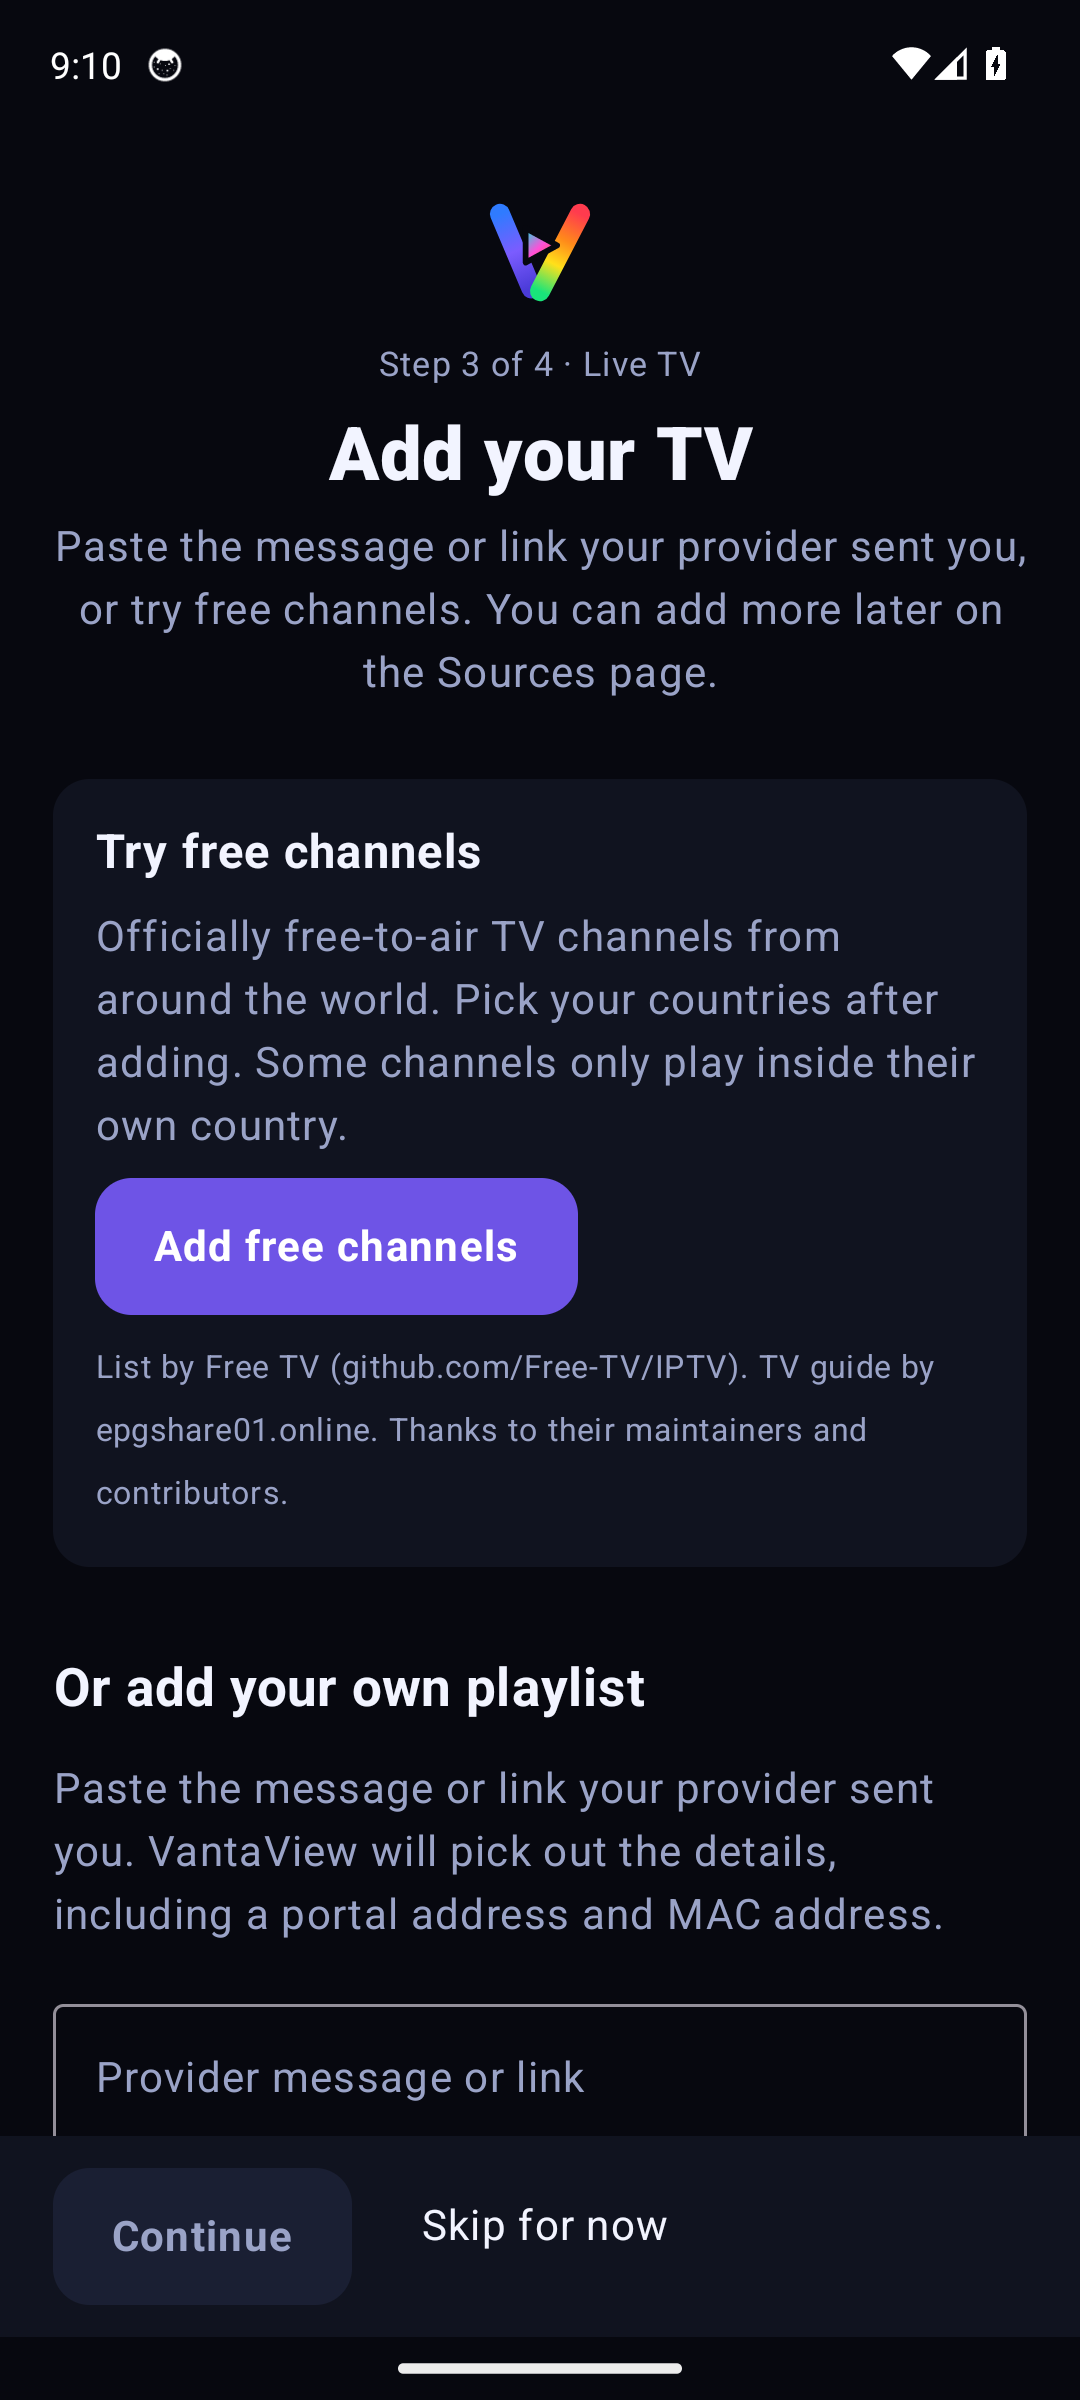 9:10
Step 3 of 4 · Live TV
Add your TV
Paste the message or link your provider sent you,
or try free channels. You can add more later on
the Sources page.
Try free channels
Officially free-to-air TV channels from
around the world. Pick your countries after
adding. Some channels only play inside their
own country.
Add free channels
List by Free TV (github.com/Free-TV/IPTV). TV guide by
epgshare01.online. Thanks to their maintainers and
contributors.
Or add your own playlist
Paste the message or link your provider sent
you. VantaView will pick out the details,
including a portal address and MAC address.
Provider message or link
Continue
Skip for now